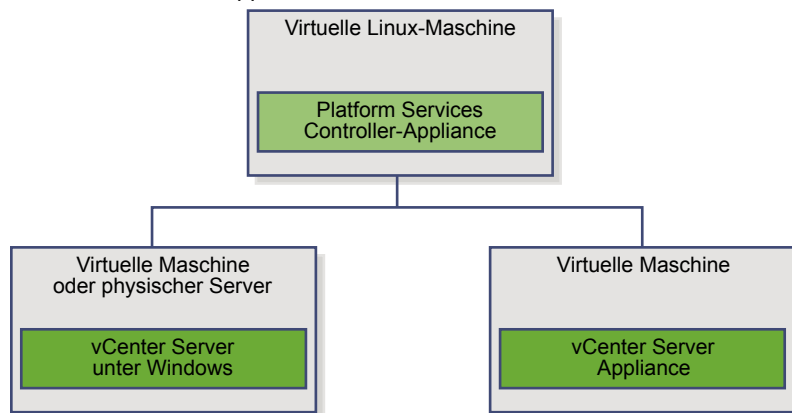 Virtuelle Linux-Maschine
Platform Services
Controller-Appliance
Virtuelle Maschine
oder physischer Server
vCenter Server
unter Windows
Virtuelle Maschine
vCenter Server
Appliance